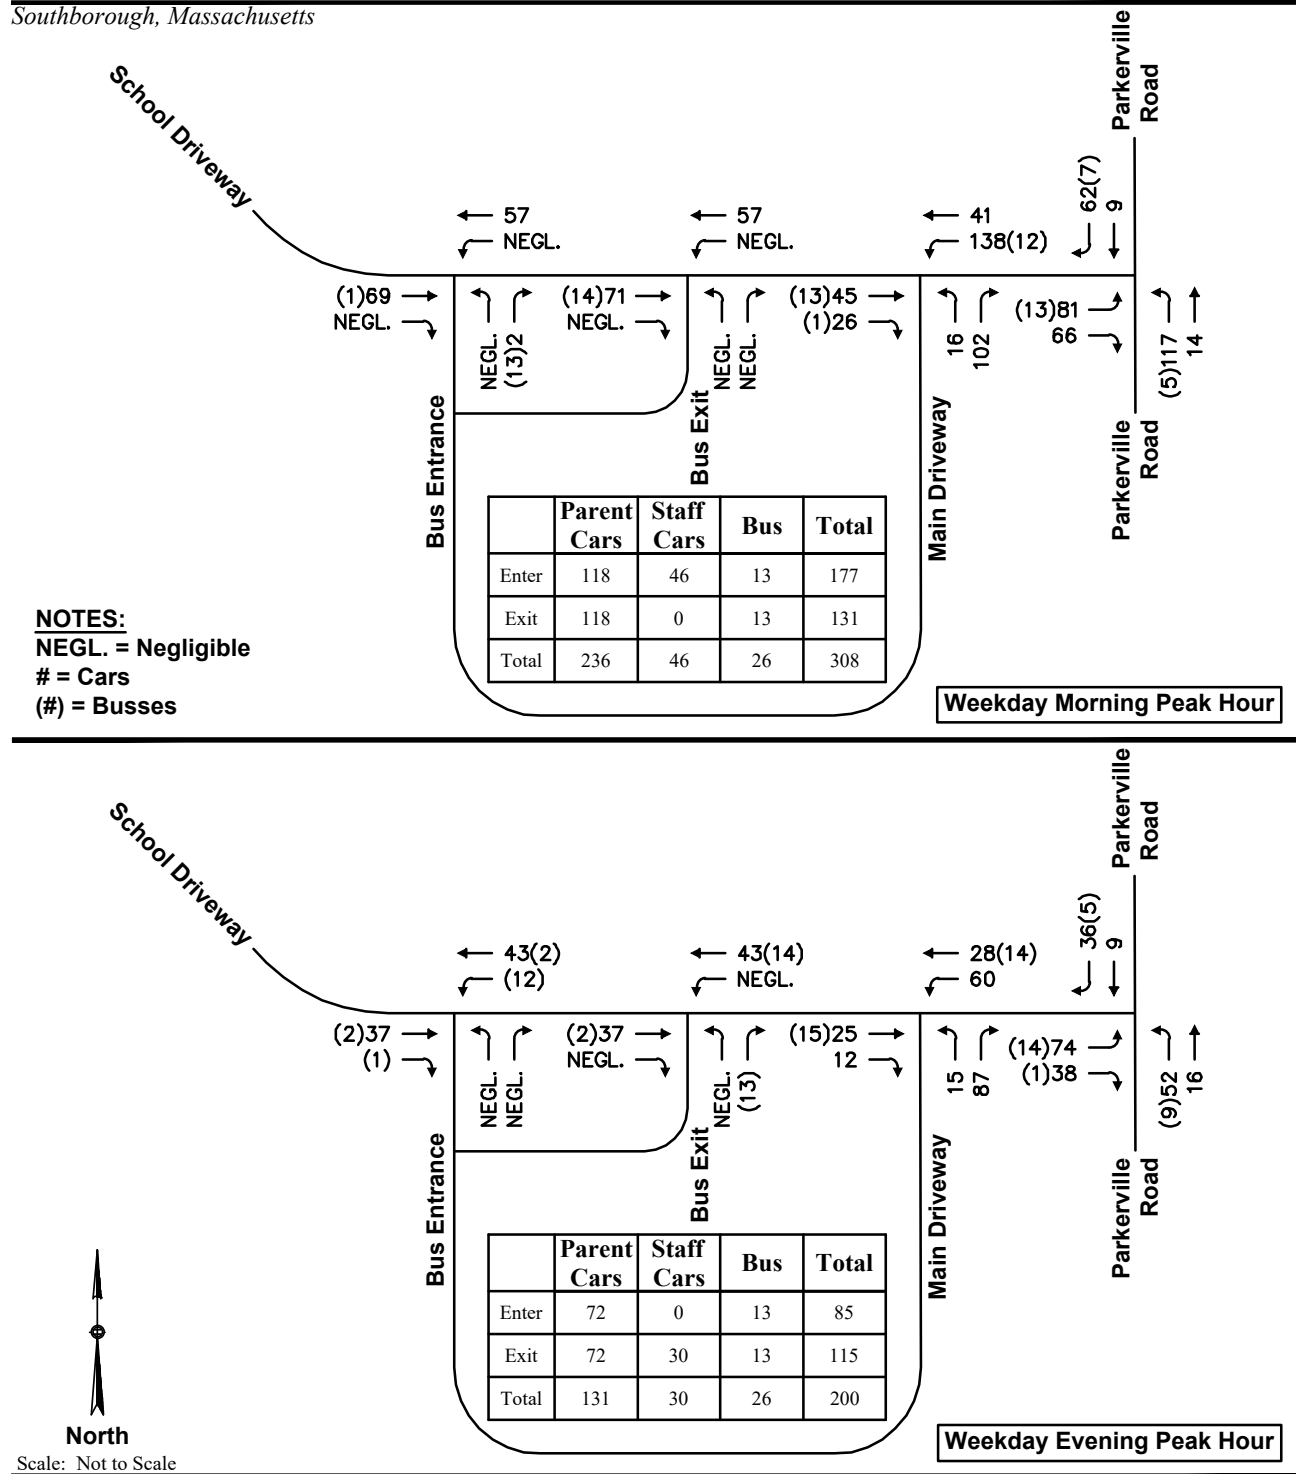 Southborough, Massachusetts
Parkerville
Road
School Driveway
62(7)
9
57
NEGL.
57
NEGL.
41
138(12)
(1)69
NEGL.
NEGL.
(13)2
(14)71
NEGL.
NEGL.
NEGL.
(13)45
(1)26
16
102
(13)81
66
(5)117
14
Bus Entrance
Bus Exit
Main Driveway
Parkerville
Road
Parent Cars Staff Cars Bus Total
Enter 118 46 13 177
Exit 118 0 13 131
Total 236 46 26 308
NOTES:
NEGL. = Negligible
# = Cars
(#) = Busses
Weekday Morning Peak Hour
Parkerville
Road
School Driveway
36(5)
9
43(2)
(12)
43(14)
NEGL.
28(14)
60
(2)37
(1)
NEGL.
NEGL.
(2)37
NEGL.
NEGL.
(13)
(15)25
12
15
87
(14)74
(1)38
(9)52
16
Bus Entrance
Bus Exit
Main Driveway
Parkerville
Road
Parent Cars Staff Cars Bus Total
Enter 72 0 13 85
Exit 72 30 13 115
Total 131 30 26 200
North
Scale: Not to Scale
Weekday Evening Peak Hour